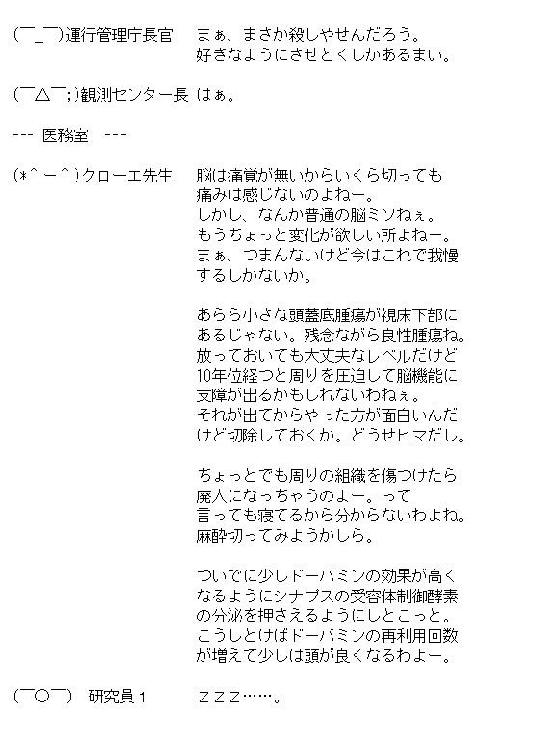 (￣_￣)運行管理庁長官　まぁ、まさか殺しやせんだろう。
好きなようにさせとくしかあるまい。
(￣△￣;)観測センター長 はぁ。
--- 医務室 ---
(*＾ー＾)クローエ先生　脳は痛覚が無いからいくら切っても
痛みは感じないのよねー。
しかし、なんか普通の脳ミソねぇ。
もうちょっと変化が欲しい所よねー。
まぁ、つまんないけど今はこれで我慢
するしかないか。
あらう小さな頭蓋底腫瘍が視床下部に
あるじゃない。残念ながら良性腫瘍ね。
放っておいても大丈夫なレベルだけど
10年位経つと周りを圧迫して脳機能に
支障が出るかもしれないわねぇ。
それが出てからやった方が面白いんだ
けど切除しておくか。どうせヒマだし。
ちょっとでも周りの組織を傷つけたら
廃人になっちゃうのよー。って
言っても寝てるから分からないわよね。
麻酔切ってみようかしら。
ついでに少しドーパミンの効果が高く
なるようにシナプスの受容体制御酵素
の分泌を押さえるようにしとこっと。
こうしとけばドーパミンの再利用回数
が増えて少しは頭が良くなるわよー。
(￣○￣)　研究員１　ＺＺＺ……。